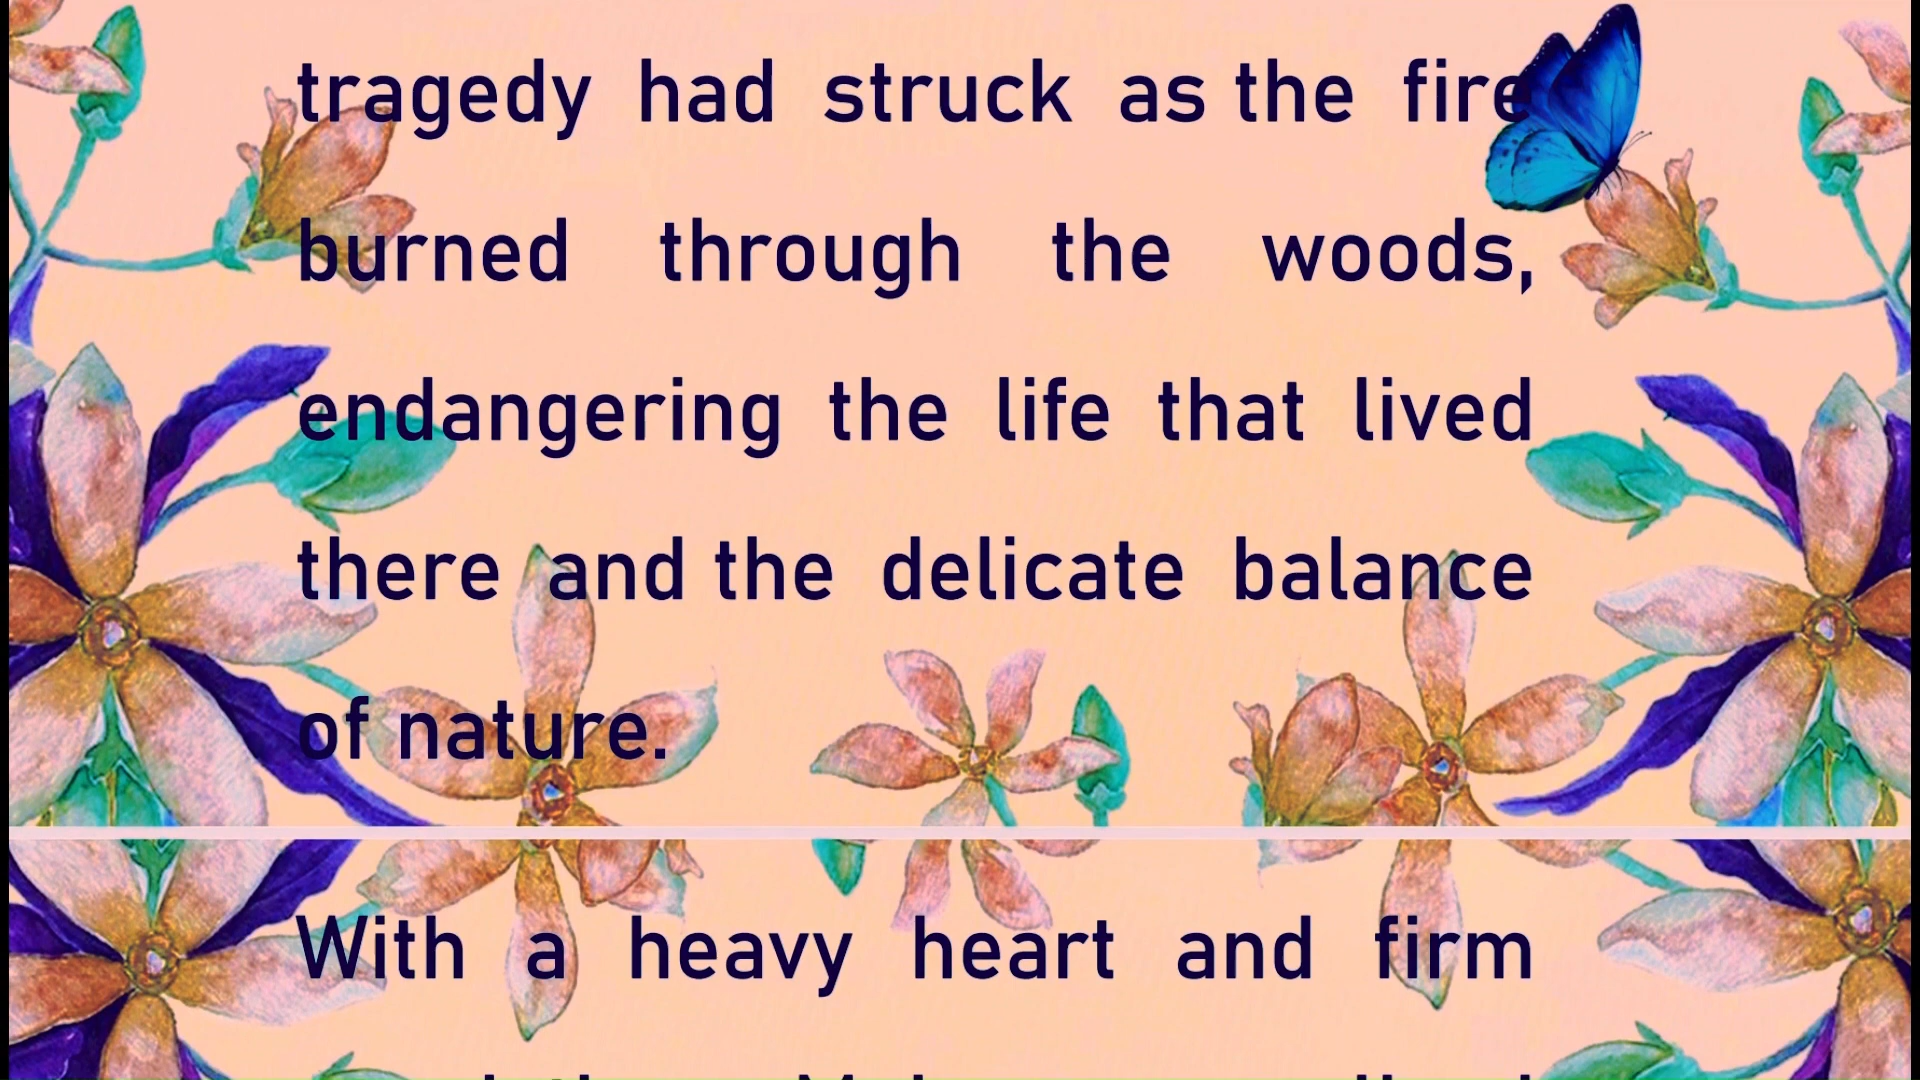 tragedy had struck as the fire
burned through the woods,
endangering the life that lived
there and the delicate balance
of nature.
With a heavy heart and firm